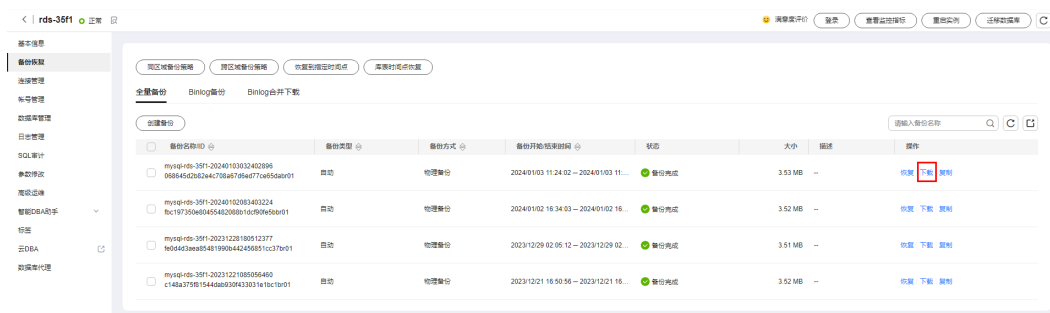 rds-35f1 正常
满意度评价 登录 查看监控指标 重启实例 迁移数据库
基本信息
备份恢复
连接管理
帐号管理
数据库管理
日志管理
SQL审计
参数修改
高级运维
智能DBA助手
标签
云DBA
数据库代理
同区域备份策略 跨区域备份策略 恢复到指定时间点 库表时间点恢复
全量备份 Binlog备份 Binlog合并下载
创建备份 请输入备份名称
备份名称/ID 备份类型 备份方式 备份开始/结束时间 状态 大小 描述 操作
mysql-rds-35f1-20240103032402896
068645d2b82e4c708a67d6ed77ce65dabr01
自动 物理备份 2024/01/03 11:24:02 – 2024/01/03 11:... 备份完成 3.53 MB -- 恢复 下载 复制
mysql-rds-35f1-20240102083403224
fbc197350e80455482088b1dcf90fe5bbr01
自动 物理备份 2024/01/02 16:34:03 – 2024/01/02 16... 备份完成 3.52 MB -- 恢复 下载 复制
mysql-rds-35f1-20231228180512377
fe0d4d3aea85481990b442456851cc37br01
自动 物理备份 2023/12/29 02:05:12 – 2023/12/29 02... 备份完成 3.51 MB -- 恢复 下载 复制
mysql-rds-35f1-20231221085056460
c148a375f81544dab930f433031e1bc1br01
自动 物理备份 2023/12/21 16:50:56 – 2023/12/21 16... 备份完成 3.52 MB -- 恢复 下载 复制